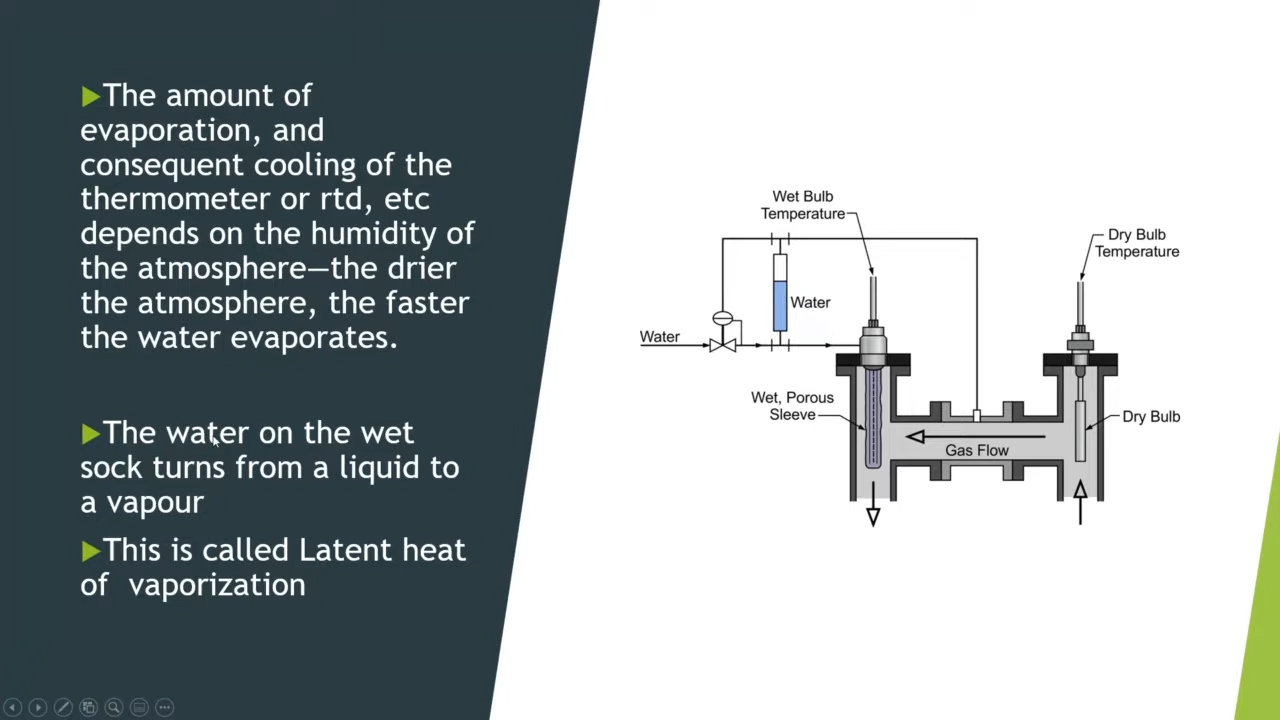 The amount of
evaporation, and
consequent cooling of the
thermometer or rtd, etc
depends on the humidity of
the atmosphere—the drier
the atmosphere, the faster
the water evaporates.
The water on the wet
sock turns from a liquid to
a vapour
This is called Latent heat
of vaporization
Wet Bulb
Temperature
Dry Bulb
Temperature
Water
Water
Wet, Porous
Sleeve
Dry Bulb
Gas Flow